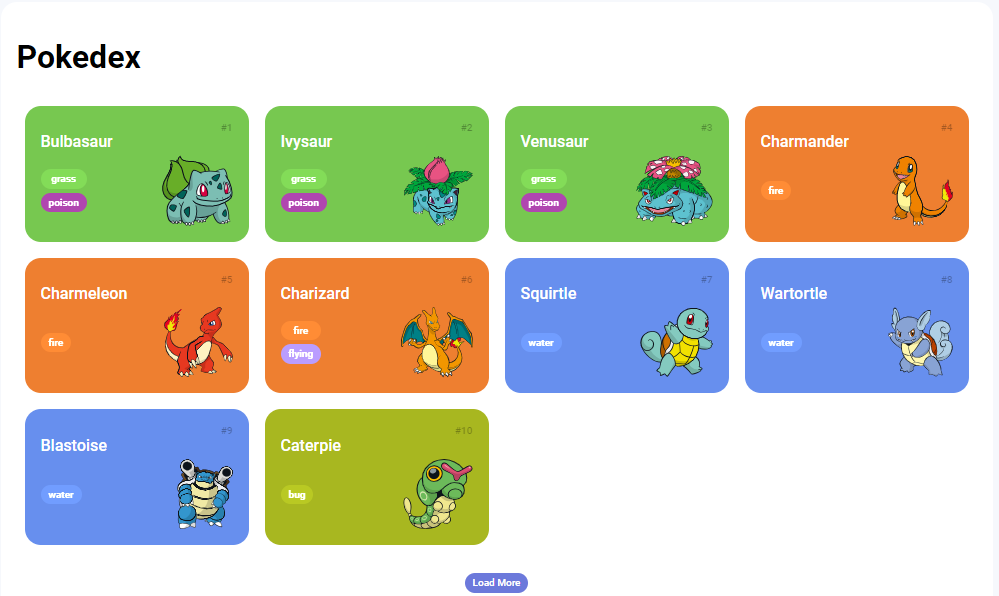 Pokedex
#1
Bulbasaur
grass
poison
#2
Ivysaur
grass
poison
#3
Venusaur
grass
poison
#4
Charmander
fire
#5
Charmeleon
fire
#6
Charizard
fire
flying
#7
Squirtle
water
#8
Wartortle
water
#9
Blastoise
water
#10
Caterpie
bug
Load More